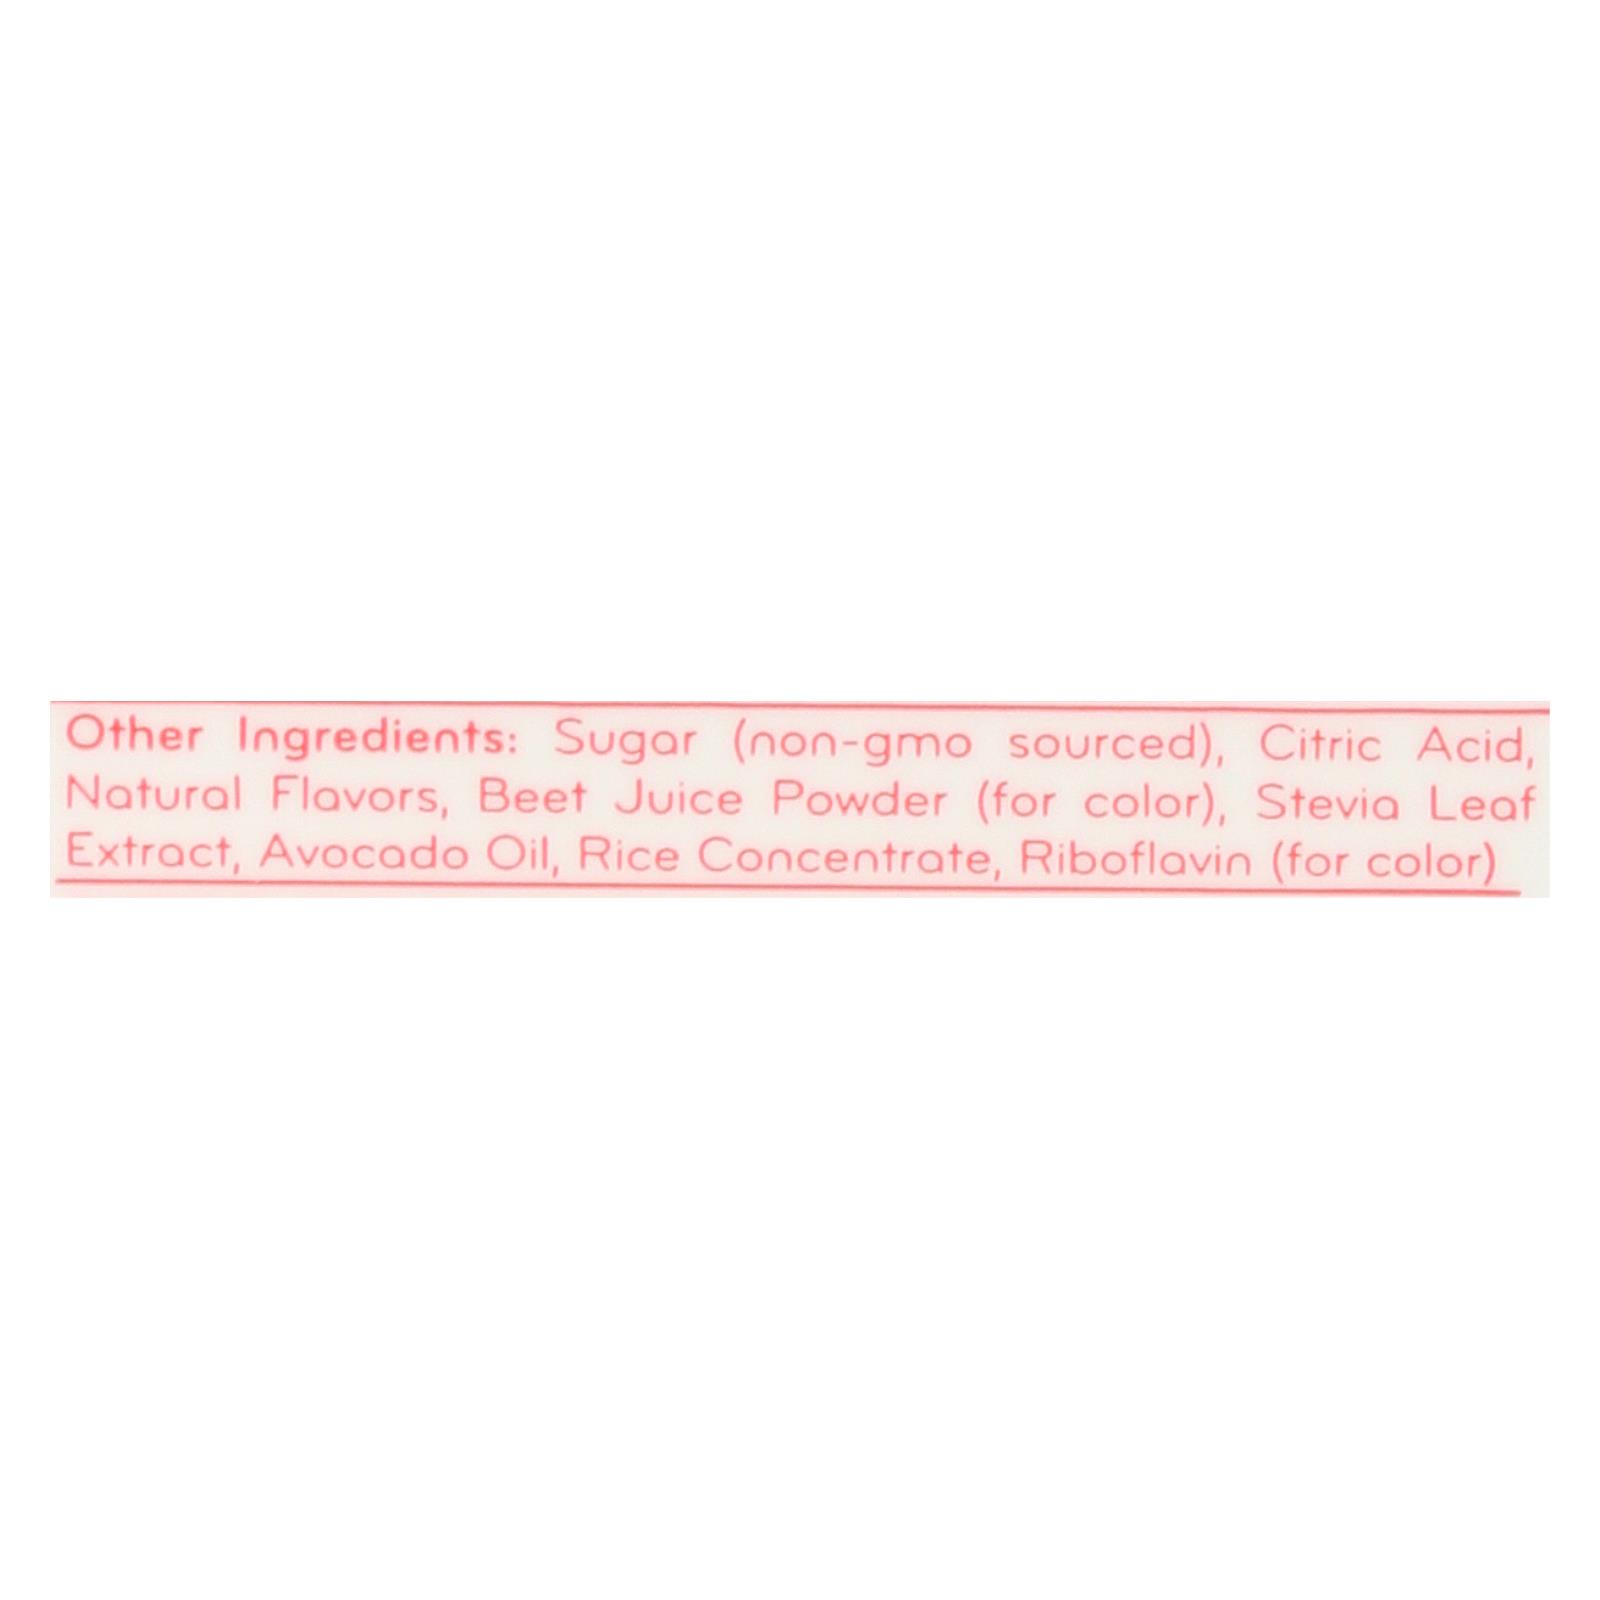 Other Ingredients: Sugar (non-gmo sourced), Citric Acid,
Natural Flavors, Beet Juice Powder (for color), Stevia Leaf
Extract, Avocado Oil, Rice Concentrate, Riboflavin (for color)